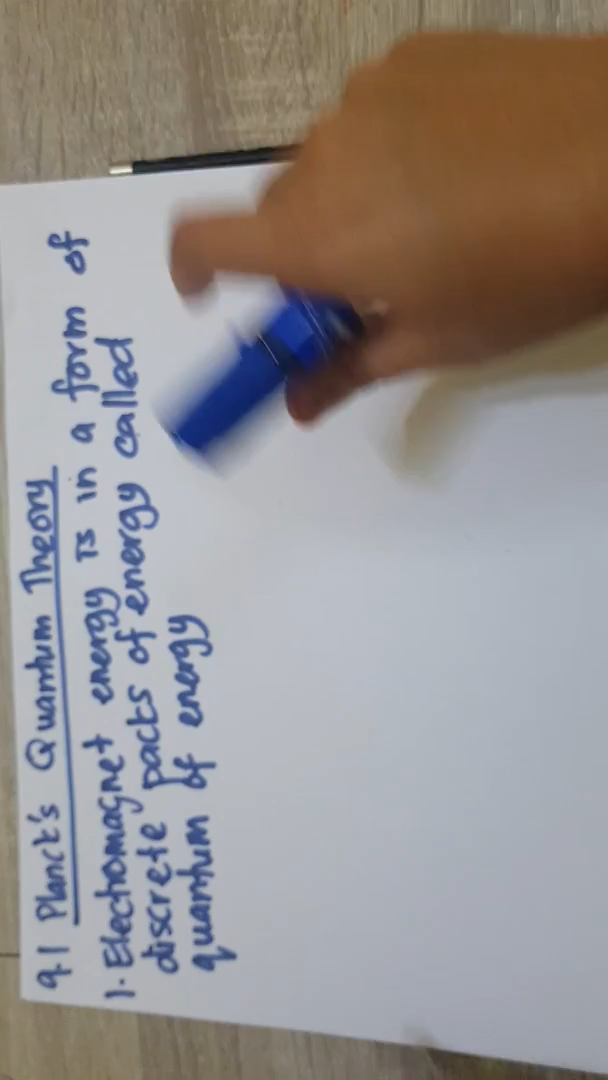 9.1 Planck's Quantum Theory
1. Electromagnet energy is in a form of
discrete packs of energy called
quantum of energy